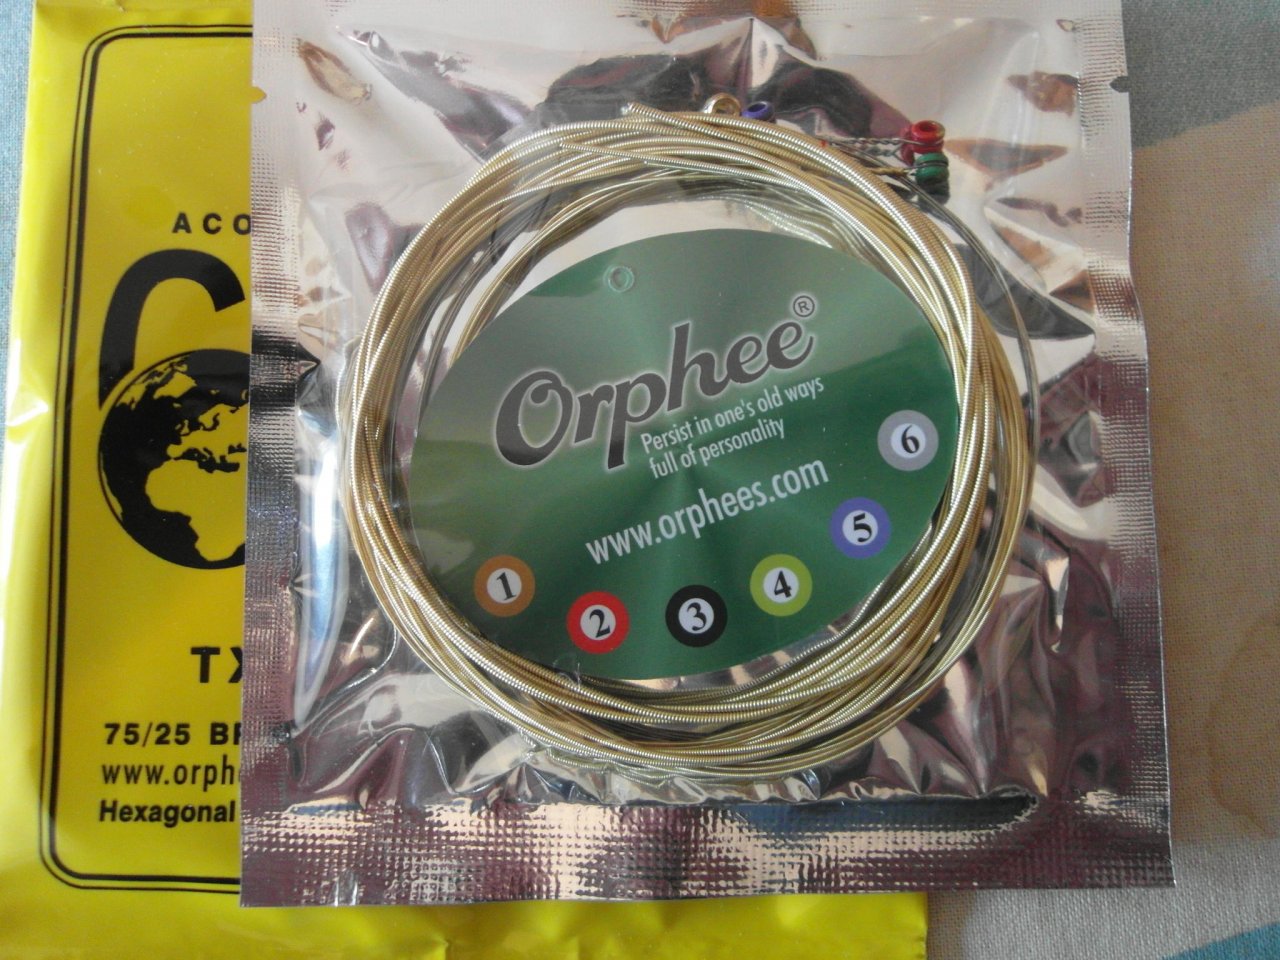 ACO
6
TX
75/25 BR
www.orphe
Hexagonal
Orphee®
Persist in one's old ways
full of personality
www.orphees.com
1
2
3
4
5
6